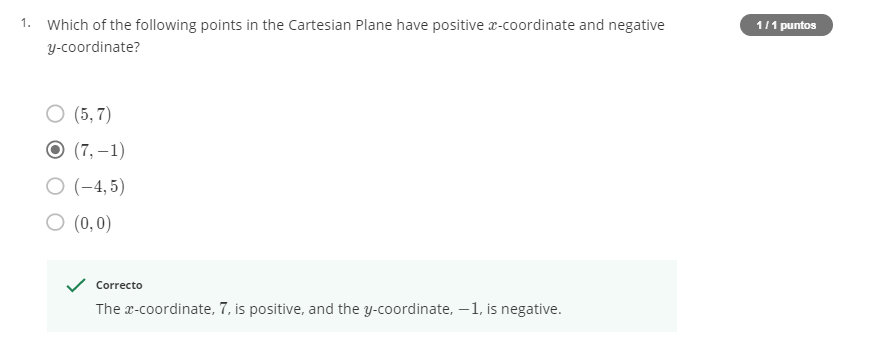 1. Which of the following points in the Cartesian Plane have positive x-coordinate and negative
y-coordinate?
1 / 1 puntos
(5, 7)
(7, −1)
(−4, 5)
(0, 0)
Correcto
The x-coordinate, 7, is positive, and the y-coordinate, −1, is negative.